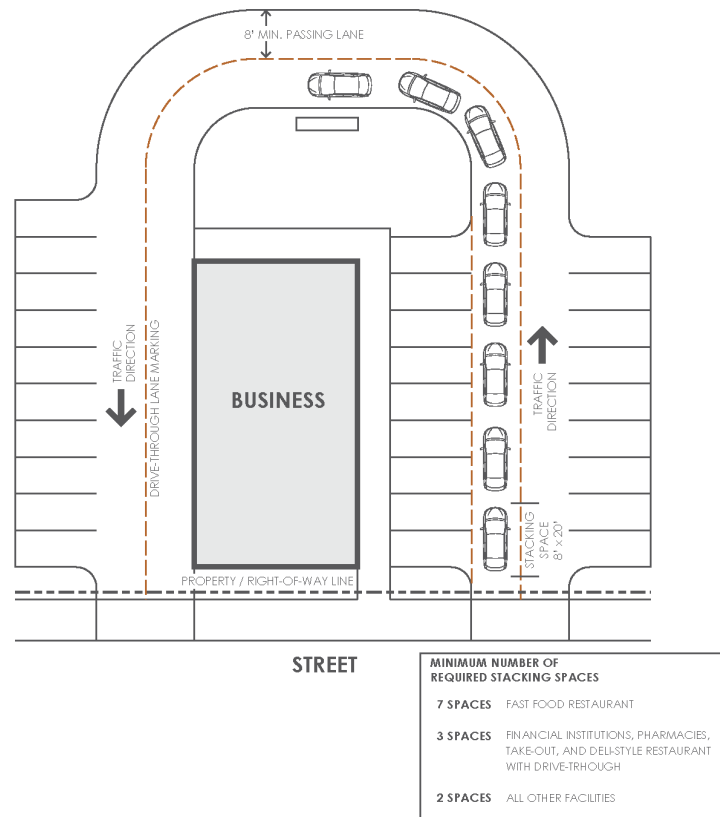 8' MIN. PASSING LANE
TRAFFIC
DIRECTION
DRIVE-THROUGH LANE MARKING
BUSINESS
TRAFFIC
DIRECTION
STACKING
SPACE
8' x 20'
PROPERTY / RIGHT-OF-WAY LINE
STREET
MINIMUM NUMBER OF
REQUIRED STACKING SPACES
7 SPACES FAST FOOD RESTAURANT
3 SPACES FINANCIAL INSTITUTIONS, PHARMACIES,
TAKE-OUT, AND DELI-STYLE RESTAURANT
WITH DRIVE-TRHOUGH
2 SPACES ALL OTHER FACILITIES